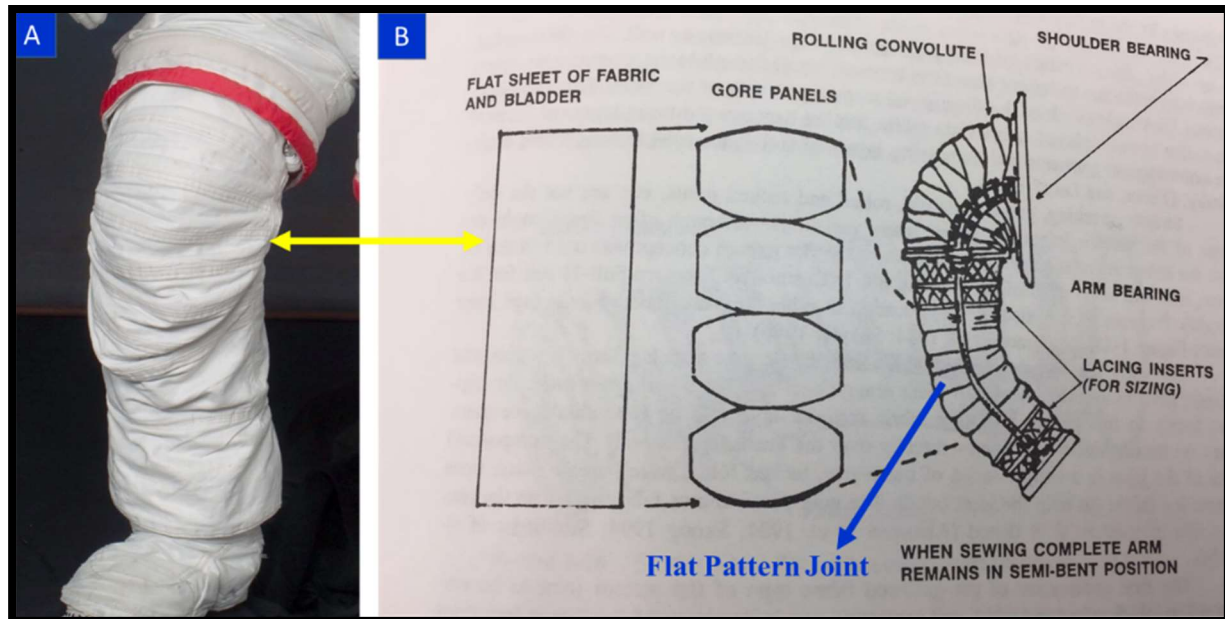 A
B
FLAT SHEET OF FABRIC
AND BLADDER
GORE PANELS
ROLLING CONVOLUTE
SHOULDER BEARING
ARM BEARING
LACING INSERTS
(FOR SIZING)
Flat Pattern Joint
WHEN SEWING COMPLETE ARM
REMAINS IN SEMI-BENT POSITION